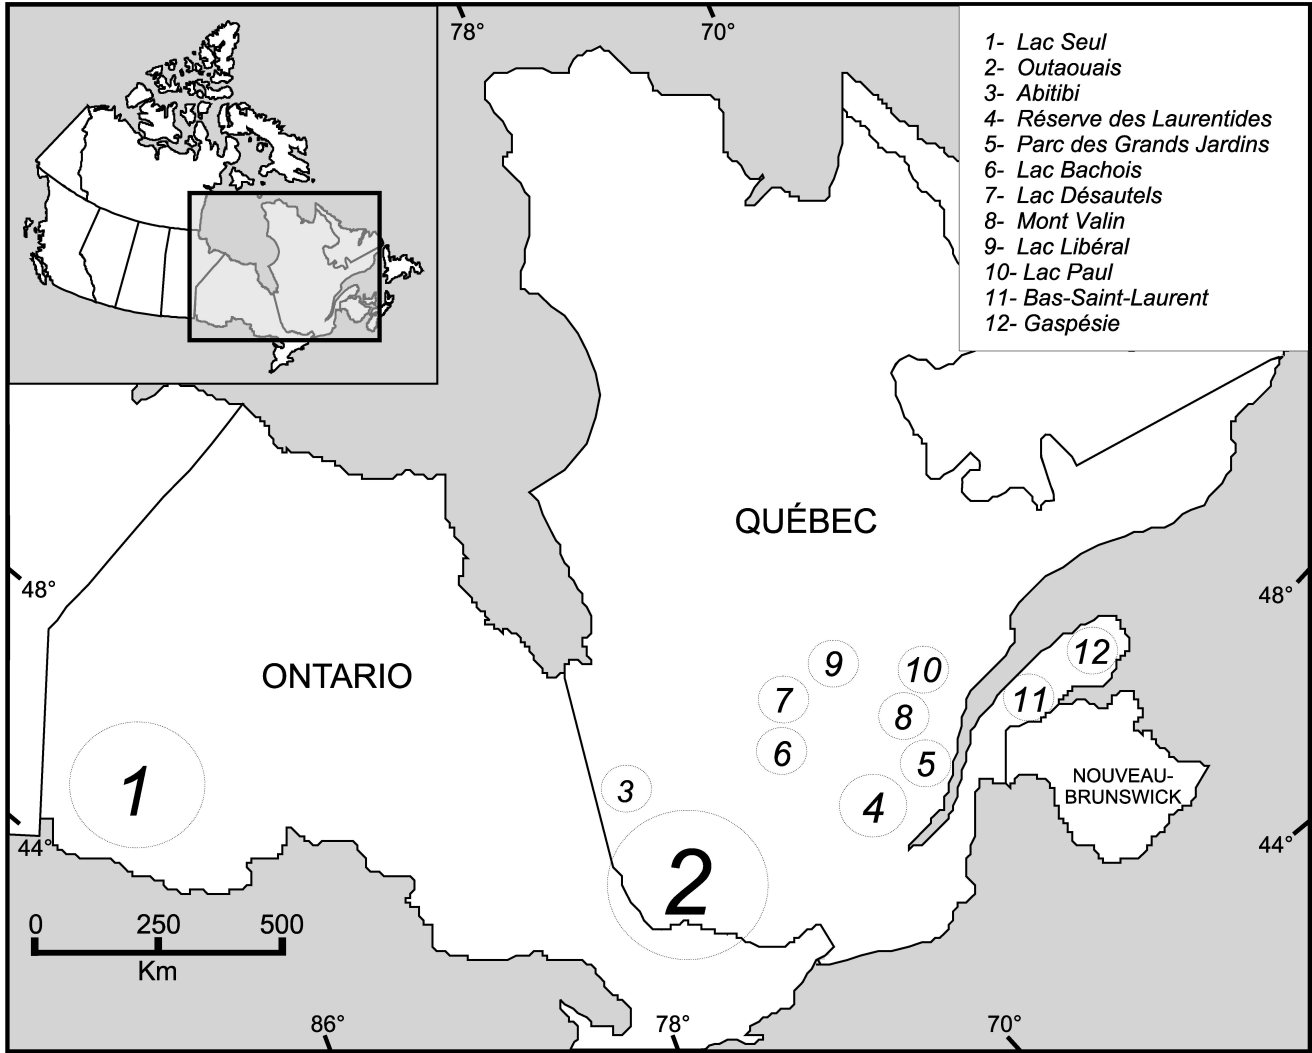 78°
70°
1- Lac Seul
2- Outaouais
3- Abitibi
4- Réserve des Laurentides
5- Parc des Grands Jardins
6- Lac Bachois
7- Lac Désautels
8- Mont Valin
9- Lac Libéral
10- Lac Paul
11- Bas-Saint-Laurent
12- Gaspésie
QUÉBEC
48°
48°
ONTARIO
12
9
10
7
11
8
6
5
3
1
4
NOUVEAU-
BRUNSWICK
44°
44°
2
0 250 500
Km
86°
78°
70°